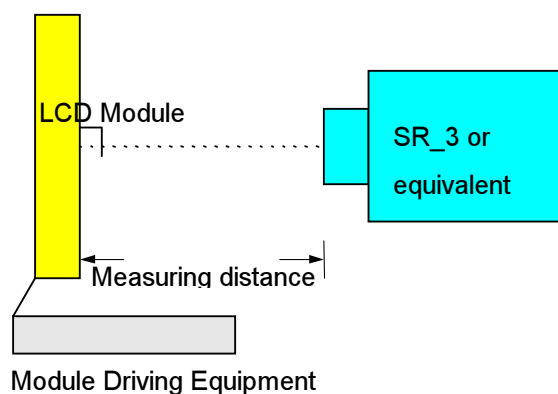 LCD Module
SR_3 or
equivalent
Measuring distance
Module Driving Equipment